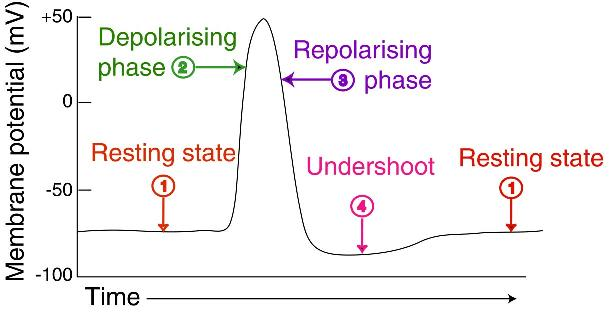 Membrane potential (mV)
+50
0
-50
-100
Depolarising
phase 2
Repolarising
3 phase
Resting state
1
Undershoot
4
Resting state
1
Time